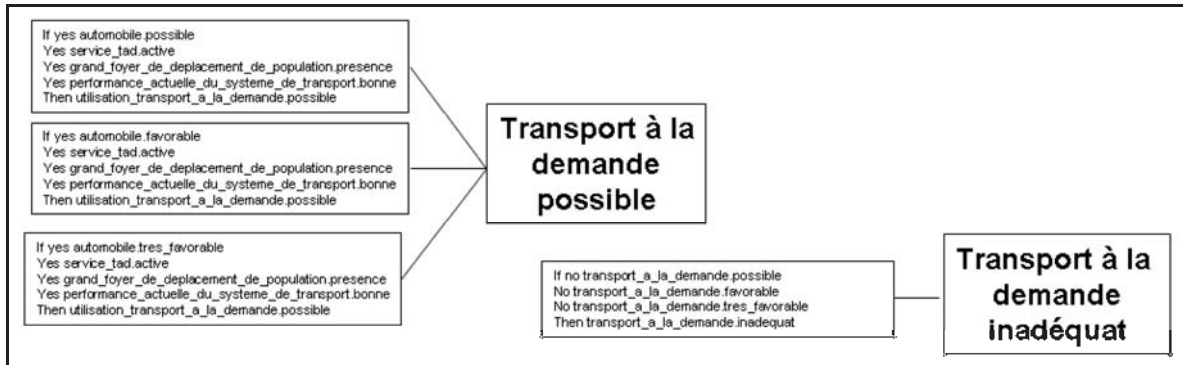 If yes automobile.possible
Yes service_tad.active
Yes grand_foyer_de_deplacement_de_population.presence
Yes performance_actuelle_du_systeme_de_transport.bonne
Then utilisation_transport_a_la_demande.possible
If yes automobile.favorable
Yes service_tad.active
Yes grand_foyer_de_deplacement_de_population.presence
Yes performance_actuelle_du_systeme_de_transport.bonne
Then utilisation_transport_a_la_demande.possible
If yes automobile.tres_favorable
Yes service_tad.active
Yes grand_foyer_de_deplacement_de_population.presence
Yes performance_actuelle_du_systeme_de_transport.bonne
Then utilisation_transport_a_la_demande.possible
Transport à la
demande
possible
If no transport_a_la_demande.possible
No transport_a_la_demande.favorable
No transport_a_la_demande.tres_favorable
Then transport_a_la_demande.inadequat
Transport à la
demande
inadéquat